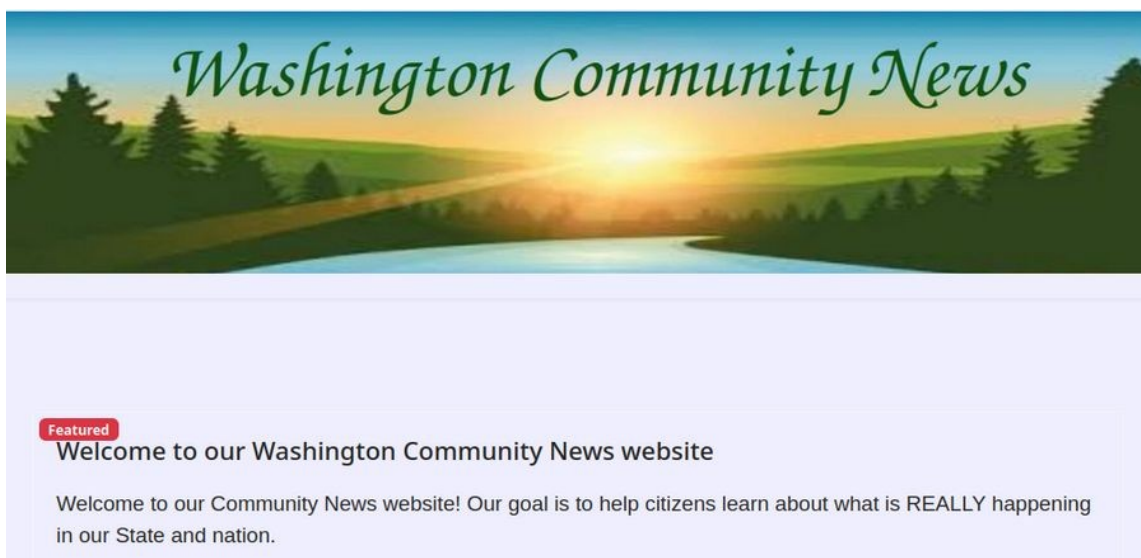 Washington Community News
Featured
Welcome to our Washington Community News website
Welcome to our Community News website! Our goal is to help citizens learn about what is REALLY happening
in our State and nation.